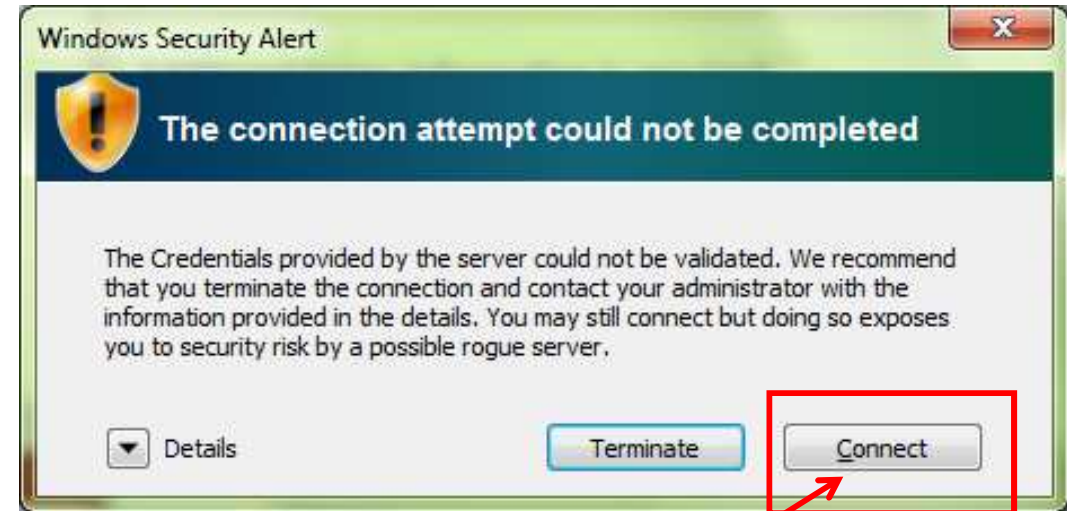 Windows Security Alert
The connection attempt could not be completed
The Credentials provided by the server could not be validated. We recommend
that you terminate the connection and contact your administrator with the
information provided in the details. You may still connect but doing so exposes
you to security risk by a possible rogue server.
Details
Terminate
Connect